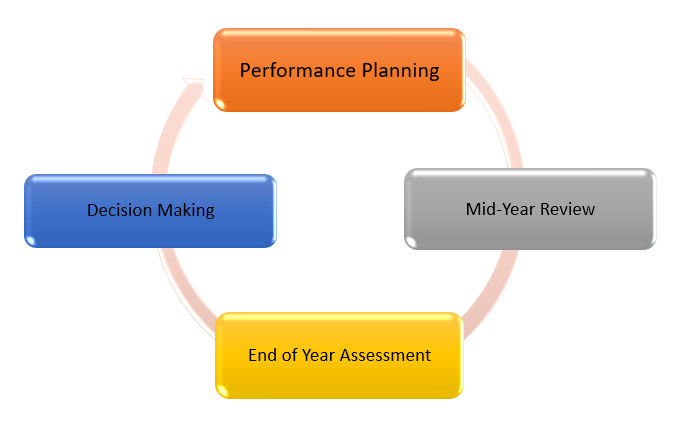 Performance Planning
Decision Making
Mid-Year Review
End of Year Assessment